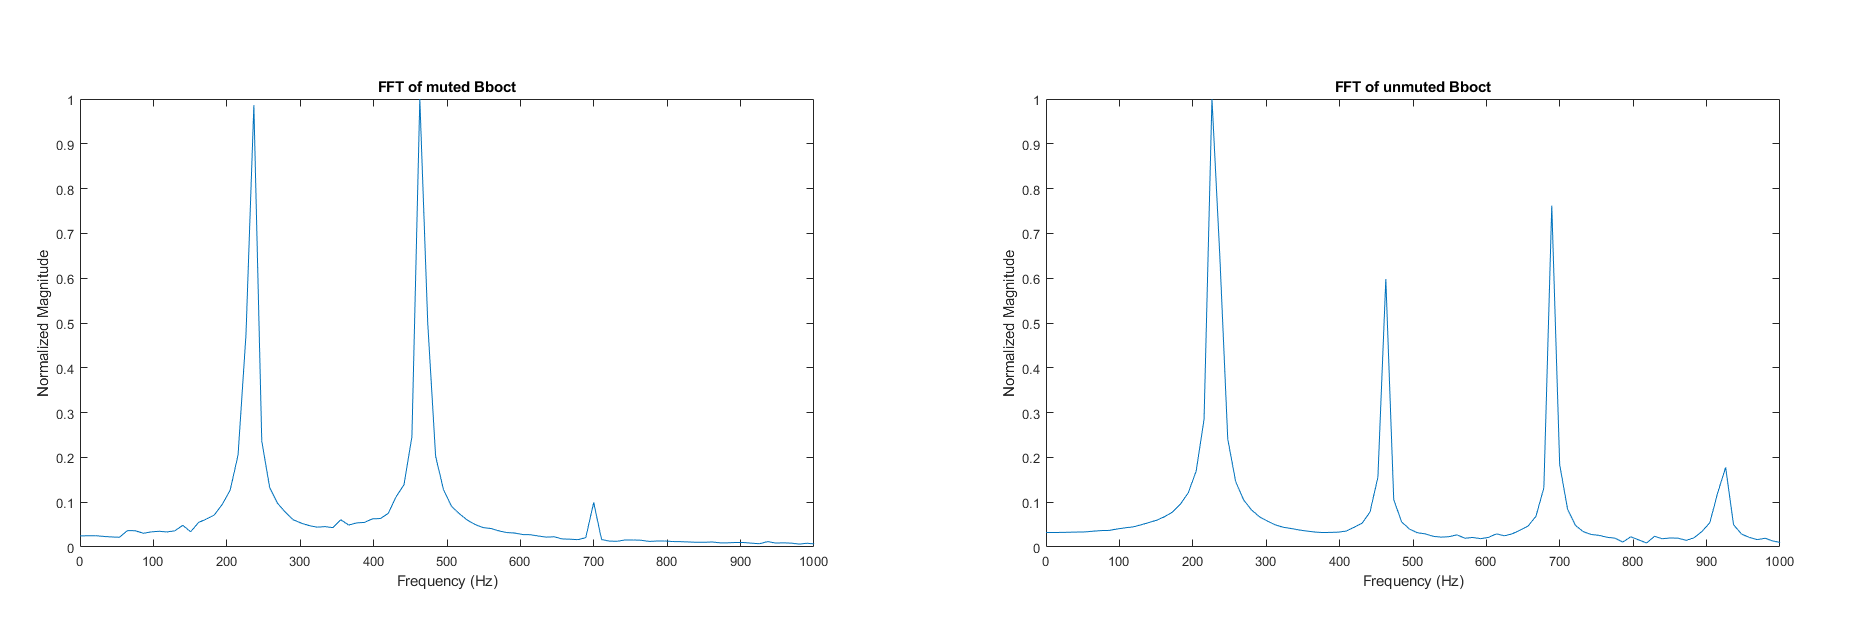 FFT of muted Bboct
1
0.9
0.8
0.7
0.6
0.5
0.4
0.3
0.2
0.1
0
Normalized Magnitude
0 100 200 300 400 500 600 700 800 900 1000
Frequency (Hz)
FFT of unmuted Bboct
1
0.9
0.8
0.7
0.6
0.5
0.4
0.3
0.2
0.1
0
Normalized Magnitude
0 100 200 300 400 500 600 700 800 900 1000
Frequency (Hz)